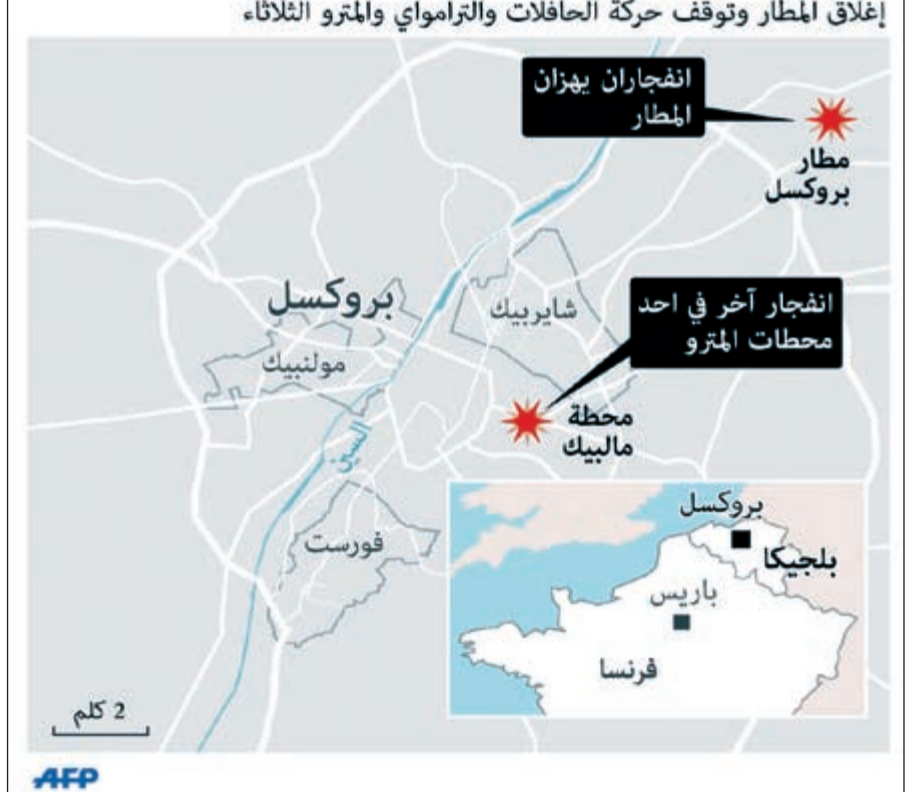 إغلاق المطار وتوقف حركة الحافلات والترامواي والمترو الثلاثاء
انفجاران يهزان
المطار
مطار
بروكسل
انفجار آخر في احد
محطات المترو
بروكسل
شايربيك
مولنبيك
محطة
مالبيك
السين
فورست
بروكسل
بلجيكا
باريس
فرنسا
2 كلم
AFP